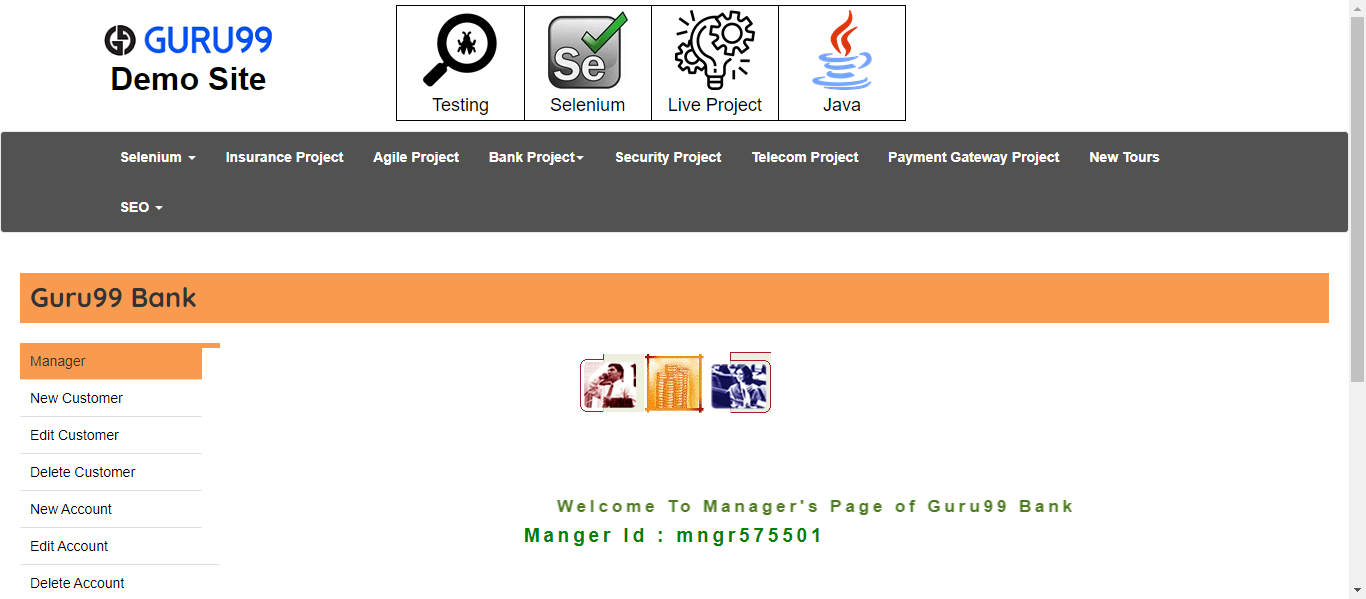 GURU99
Demo Site
Testing
Se
Selenium
Live Project
Java
Selenium
Insurance Project
Agile Project
Bank Project
Security Project
Telecom Project
Payment Gateway Project
New Tours
SEO
Guru99 Bank
Manager
New Customer
Edit Customer
Delete Customer
New Account
Edit Account
Delete Account
Welcome To Manager's Page of Guru99 Bank
Manger Id : mngr575501